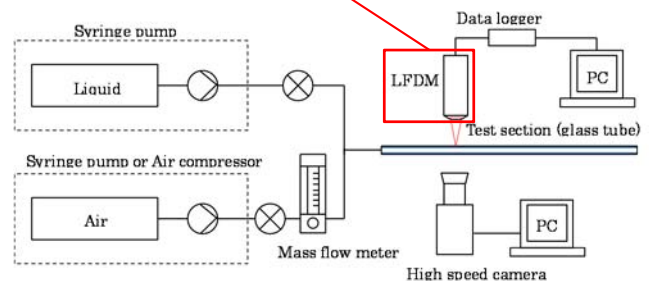 Syringe pump
Liquid
Data logger
LFDM
PC
Test section (glass tube)
Syringe pump or Air compressor
Air
Mass flow meter
PC
High speed camera